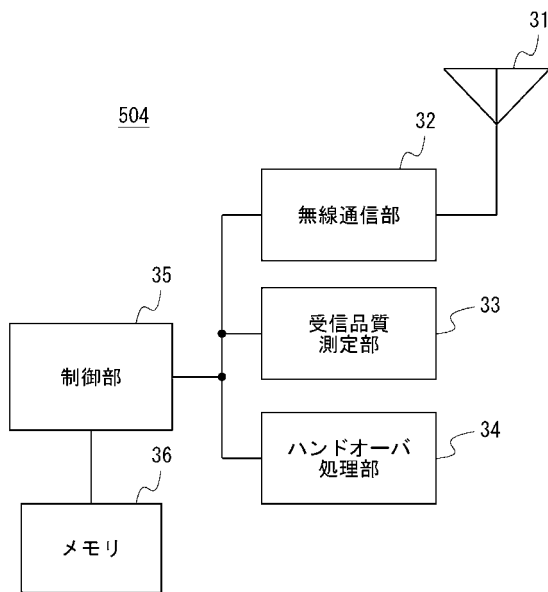 31
504
32
無線通信部
35
33
受信品質
測定部
制御部
34
ハンドオーバ
処理部
36
メモリ